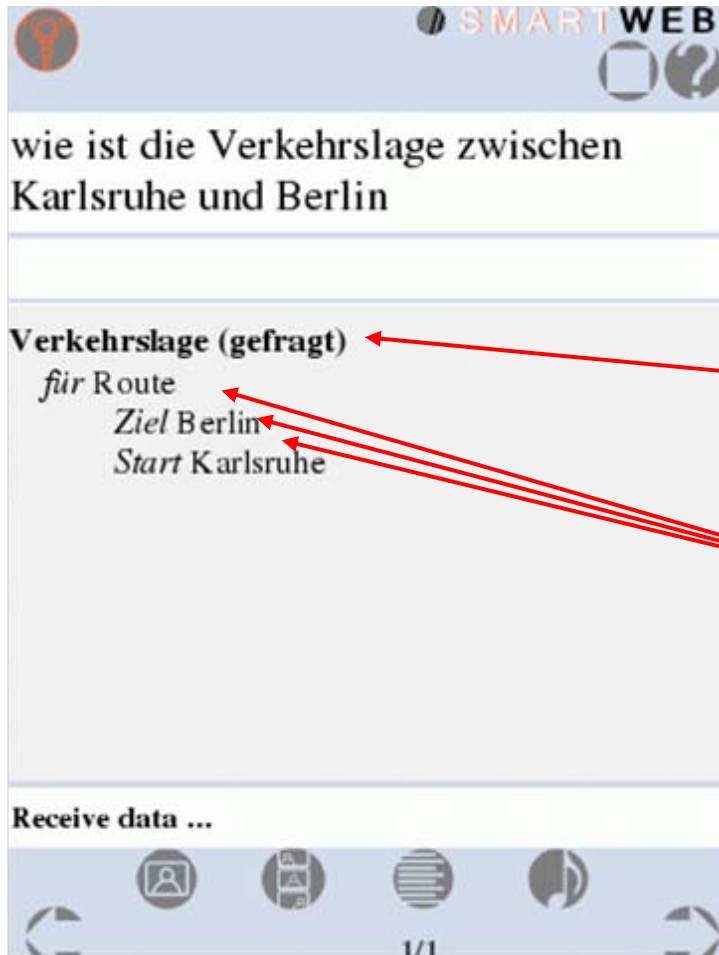 SMARTWEB
wie ist die Verkehrslage zwischen
Karlsruhe und Berlin
Verkehrslage (gefragt)
für Route
Ziel Berlin
Start Karlsruhe
Receive data ...
1/1